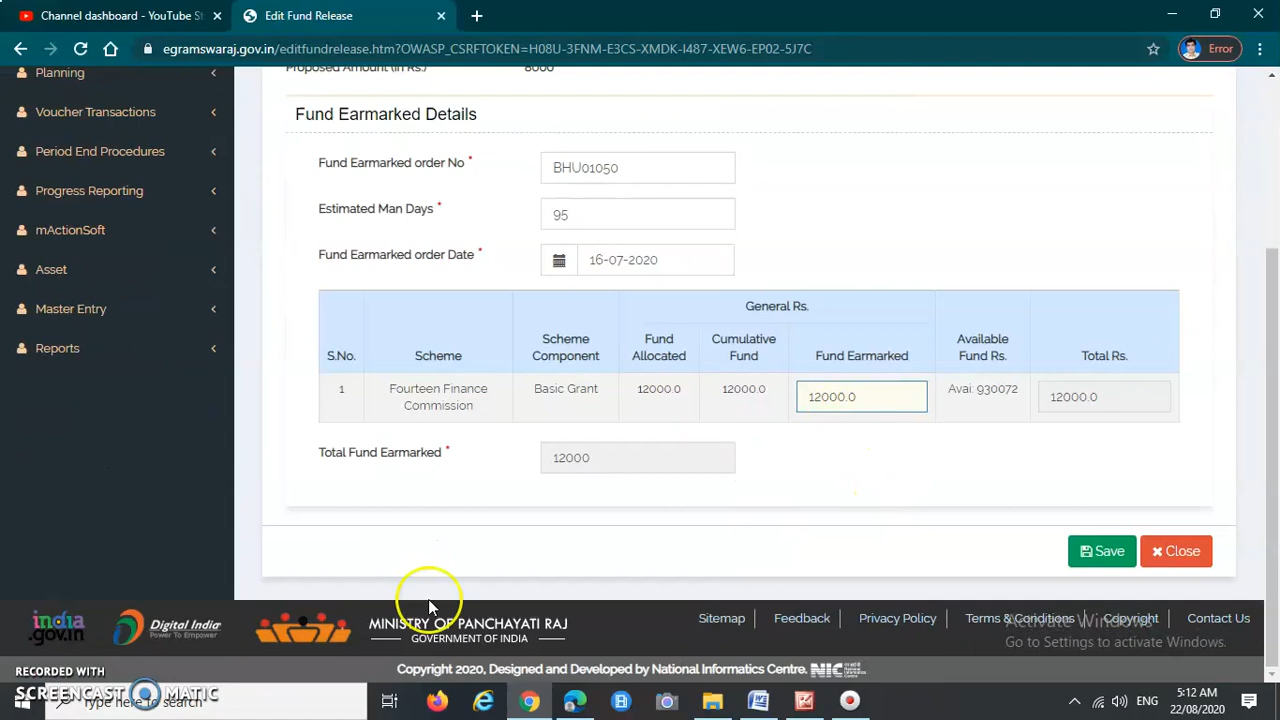 Channel dashboard - YouTube St
Edit Fund Release
egramswaraj.gov.in/editfundrelease.htm?OWASP_CSRFTOKEN=H08U-3FNM-E3CS-XMDK-I487-XEW6-EP02-5J7C
Error
Planning
Voucher Transactions
Period End Procedures
Progress Reporting
mActionSoft
Asset
Master Entry
Reports
Proposed Amount (in Rs.) 8000
Fund Earmarked Details
Fund Earmarked order No * BHU01050
Estimated Man Days * 95
Fund Earmarked order Date * 16-07-2020
General Rs.
S.No. Scheme Scheme Component Fund Allocated Cumulative Fund Fund Earmarked Available Fund Rs. Total Rs.
1 Fourteen Finance Commission Basic Grant 12000.0 12000.0 12000.0 Avai: 930072 12000.0
Total Fund Earmarked * 12000
Save Close
india.gov.in
Digital India
Power To Empower
MINISTRY OF PANCHAYATI RAJ
GOVERNMENT OF INDIA
Sitemap Feedback Privacy Policy Terms & Conditions Copyright Contact Us
Activate Windows
Go to Settings to activate Windows.
Copyright 2020, Designed and Developed by National Informatics Centre. NIC
RECORDED WITH
SCREENCAST MATIC
Type here to search
ENG
5:12 AM
22/08/2020